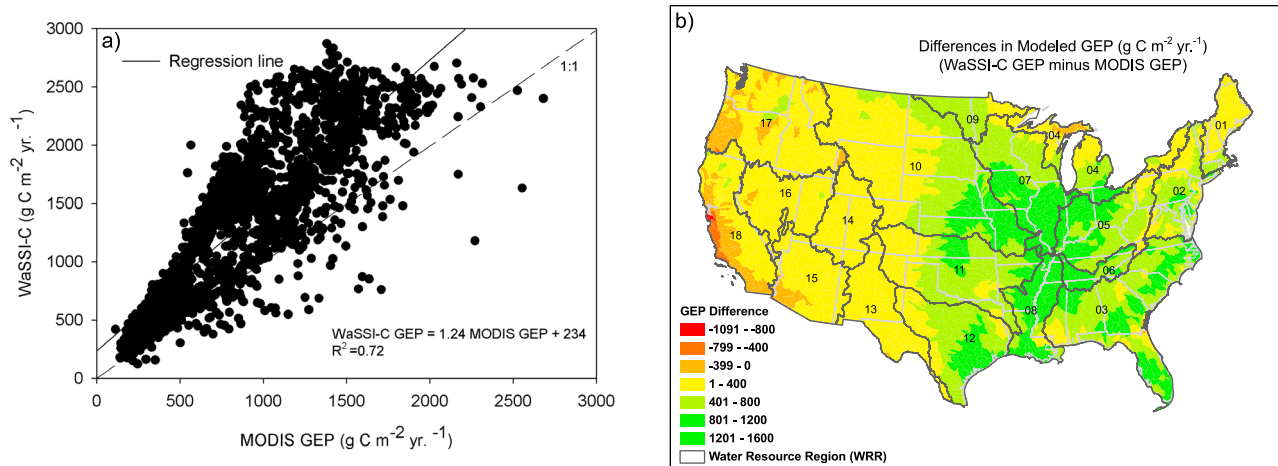 a)
Regression line
1:1
3000
2500
2000
1500
1000
500
0
WaSSI-C (g C m⁻² yr. ⁻¹)
WaSSI-C GEP = 1.24 MODIS GEP + 234
R² =0.72
0 500 1000 1500 2000 2500 3000
MODIS GEP (g C m⁻² yr. ⁻¹)
b)
Differences in Modeled GEP (g C m⁻² yr.⁻¹)
(WaSSI-C GEP minus MODIS GEP)
17
09
04
01
10
07
04
02
16
14
05
18
15
11
06
13
08
03
12
GEP Difference
-1091 - -800
-799 - -400
-399 - 0
1 - 400
401 - 800
801 - 1200
1201 - 1600
Water Resource Region (WRR)